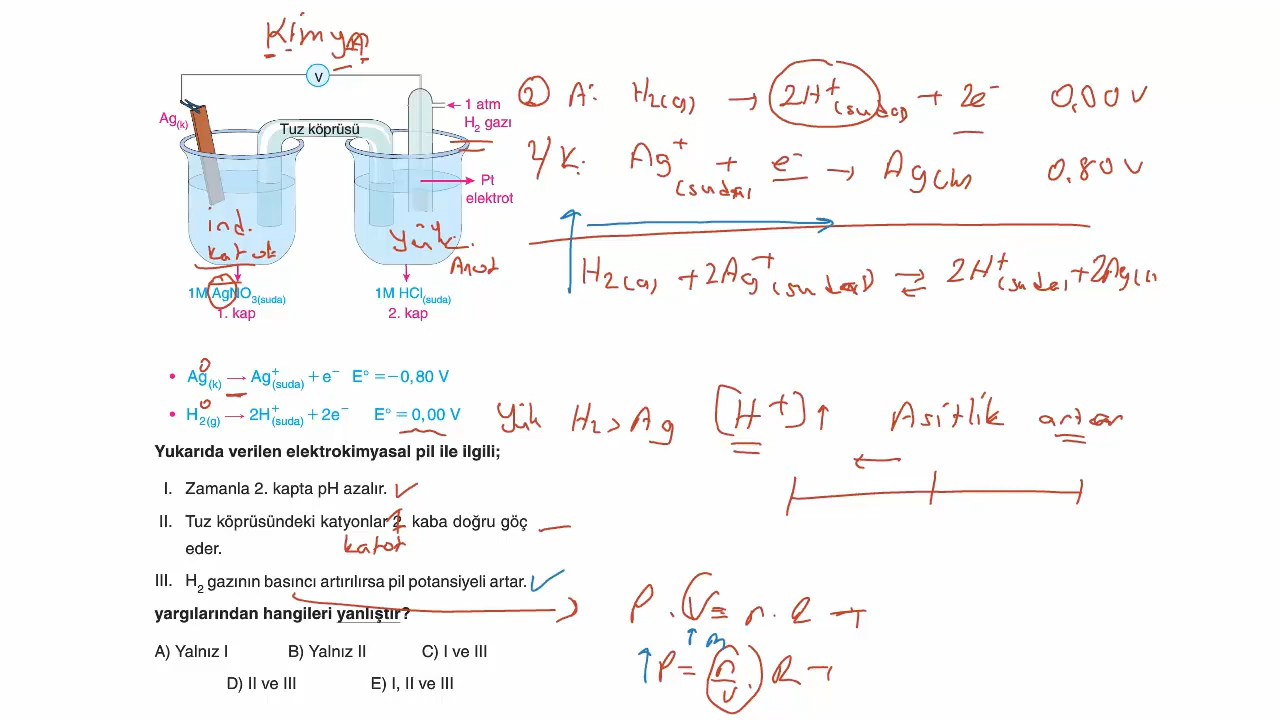 Kimya
V
Ag(k)
Tuz köprüsü
1 atm
H2 gazı
Pt
elektrot
ind.
katot
yük.
Anot
1M AgNO3(suda)
1. kap
1M HCl(suda)
2. kap
② A: H2(g) → 2H+(suda) + 2e- 0,00V
2/ K: Ag+(suda) + e- → Ag(k) 0,80V
H2(g) + 2Ag+(suda) ⇌ 2H+(suda) + 2Ag(
• Ag(k) → Ag+(suda) + e– E° = –0,80 V
0
• H2(g) → 2H+(suda) + 2e– E° = 0,00 V
0
yük H2 > Ag [H+]↑ Asitlik artar
Yukarıda verilen elektrokimyasal pil ile ilgili;
I. Zamanla 2. kapta pH azalır.
II. Tuz köprüsündeki katyonlar 2. kaba doğru göç
eder.
katot
III. H2 gazının basıncı artırılırsa pil potansiyeli artar.
yargılarından hangileri yanlıştır?
P.V = n.R T
↑P = (n/V).R T
m
A) Yalnız I B) Yalnız II C) I ve III
D) II ve III E) I, II ve III